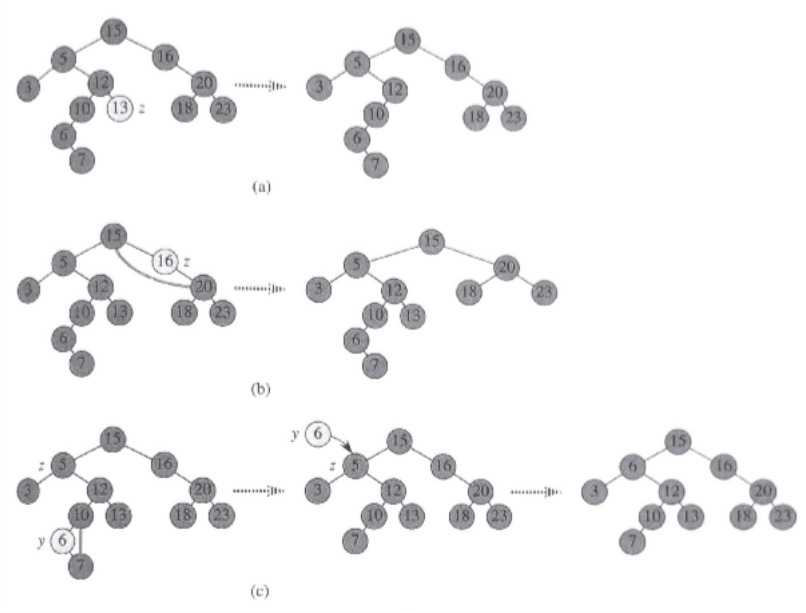 15 15
5 16 5 16
3 12 20 3 12 20
10 13 z 18 23 10 18 23
6 6
7 7
(a)
15 15
5 16 z 5 20
3 12 20 3 12 18 23
10 13 18 23 10 13
6 6
7 7
(b)
15 y 6 15 15
z 5 16 z 5 16 6 16
3 12 20 3 12 20 3 12 20
10 13 18 23 10 13 18 23 10 13 18 23
y 6 7 7
7
(c)